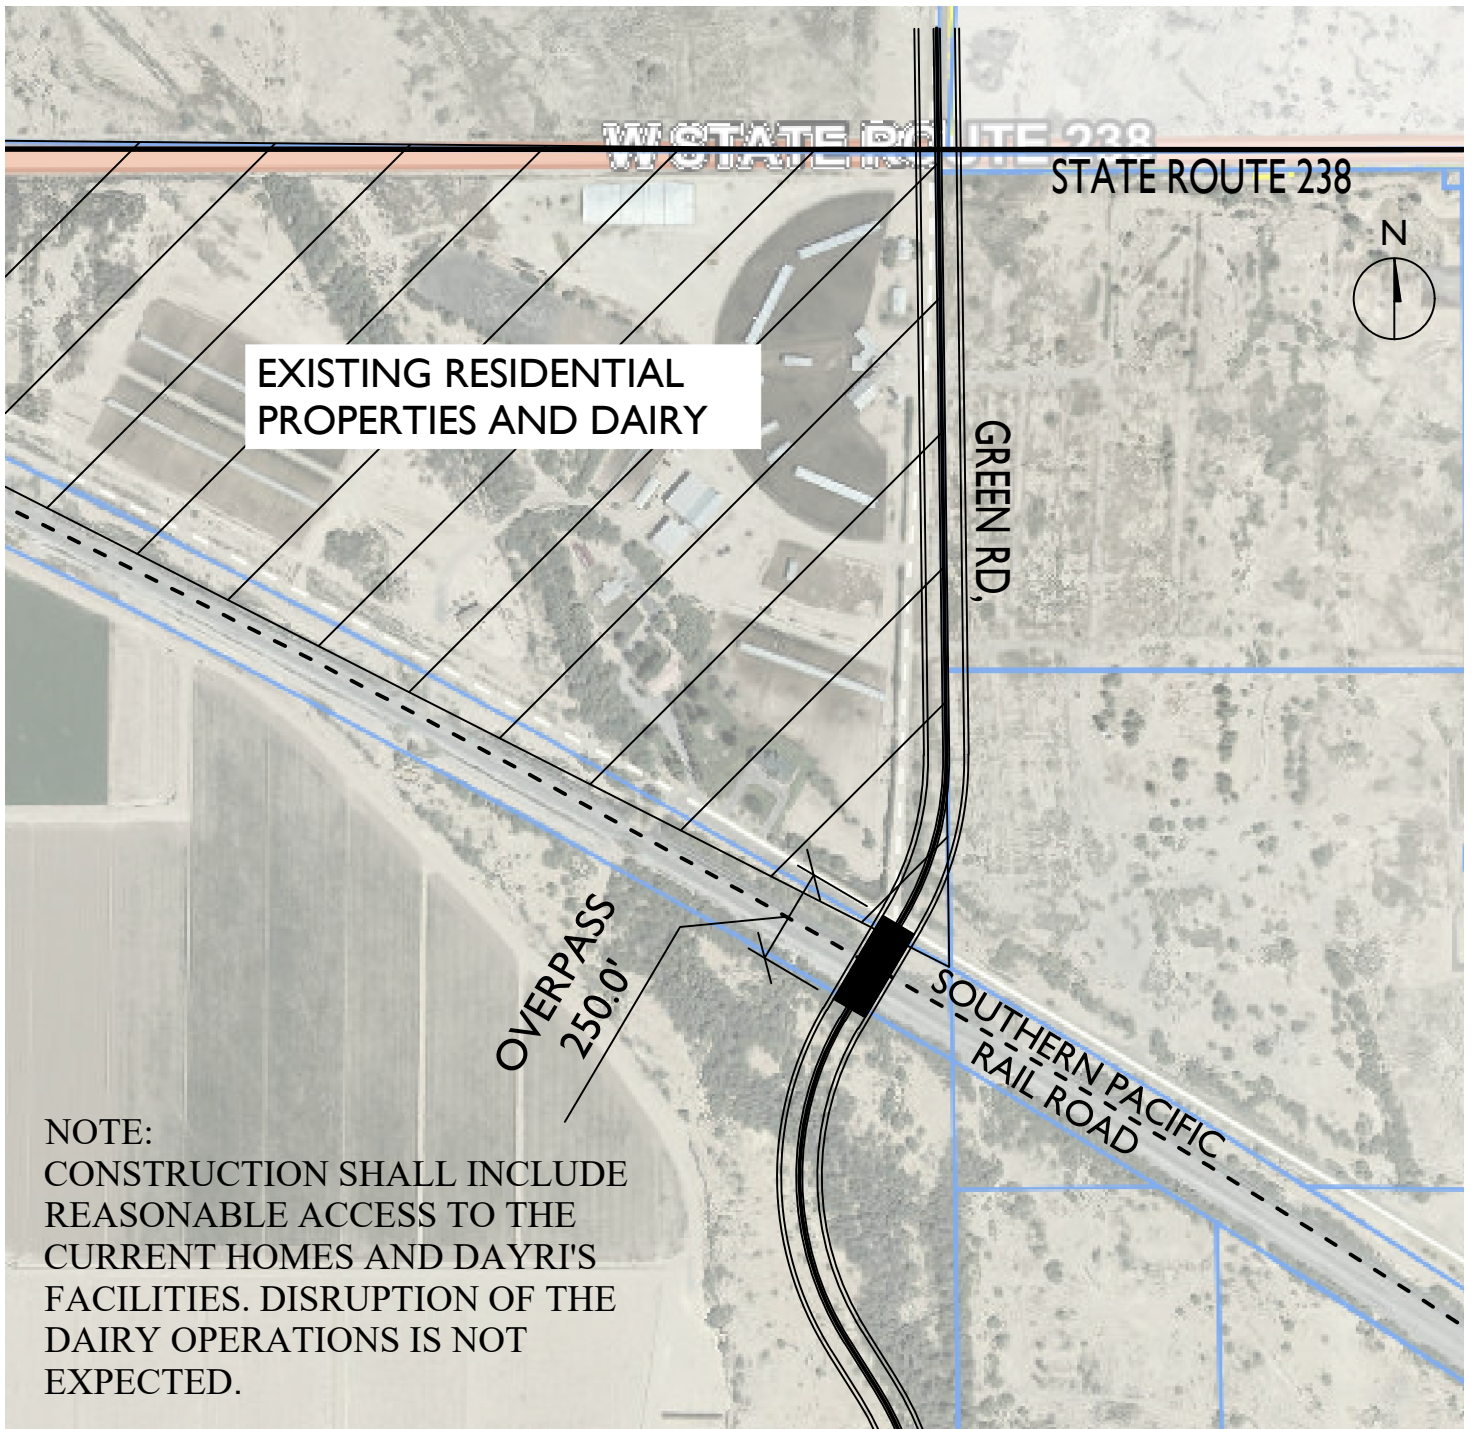 W STATE ROUTE 238
STATE ROUTE 238
N
EXISTING RESIDENTIAL
PROPERTIES AND DAIRY
GREEN RD,
OVERPASS
250.0'
SOUTHERN PACIFIC
RAIL ROAD
NOTE:
CONSTRUCTION SHALL INCLUDE
REASONABLE ACCESS TO THE
CURRENT HOMES AND DAYRI'S
FACILITIES. DISRUPTION OF THE
DAIRY OPERATIONS IS NOT
EXPECTED.